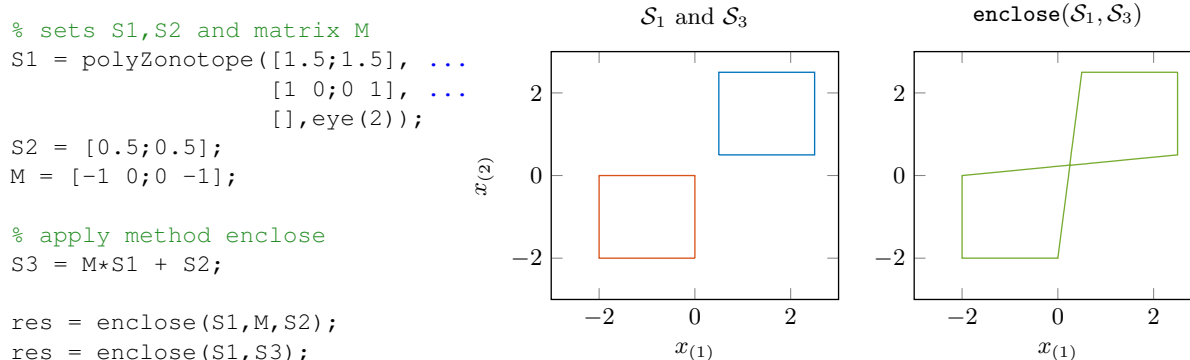 % sets S1,S2 and matrix M
S1 = polyZonotope([1.5;1.5], ...
[1 0;0 1], ...
[],eye(2));
S2 = [0.5;0.5];
M = [-1 0;0 -1];
% apply method enclose
S3 = M*S1 + S2;
res = enclose(S1,M,S2);
res = enclose(S1,S3);
S₁ and S₃
2
0
−2
x₍₂₎
−2 0 2
x₍₁₎
enclose(S₁, S₃)
2
0
−2
−2 0 2
x₍₁₎